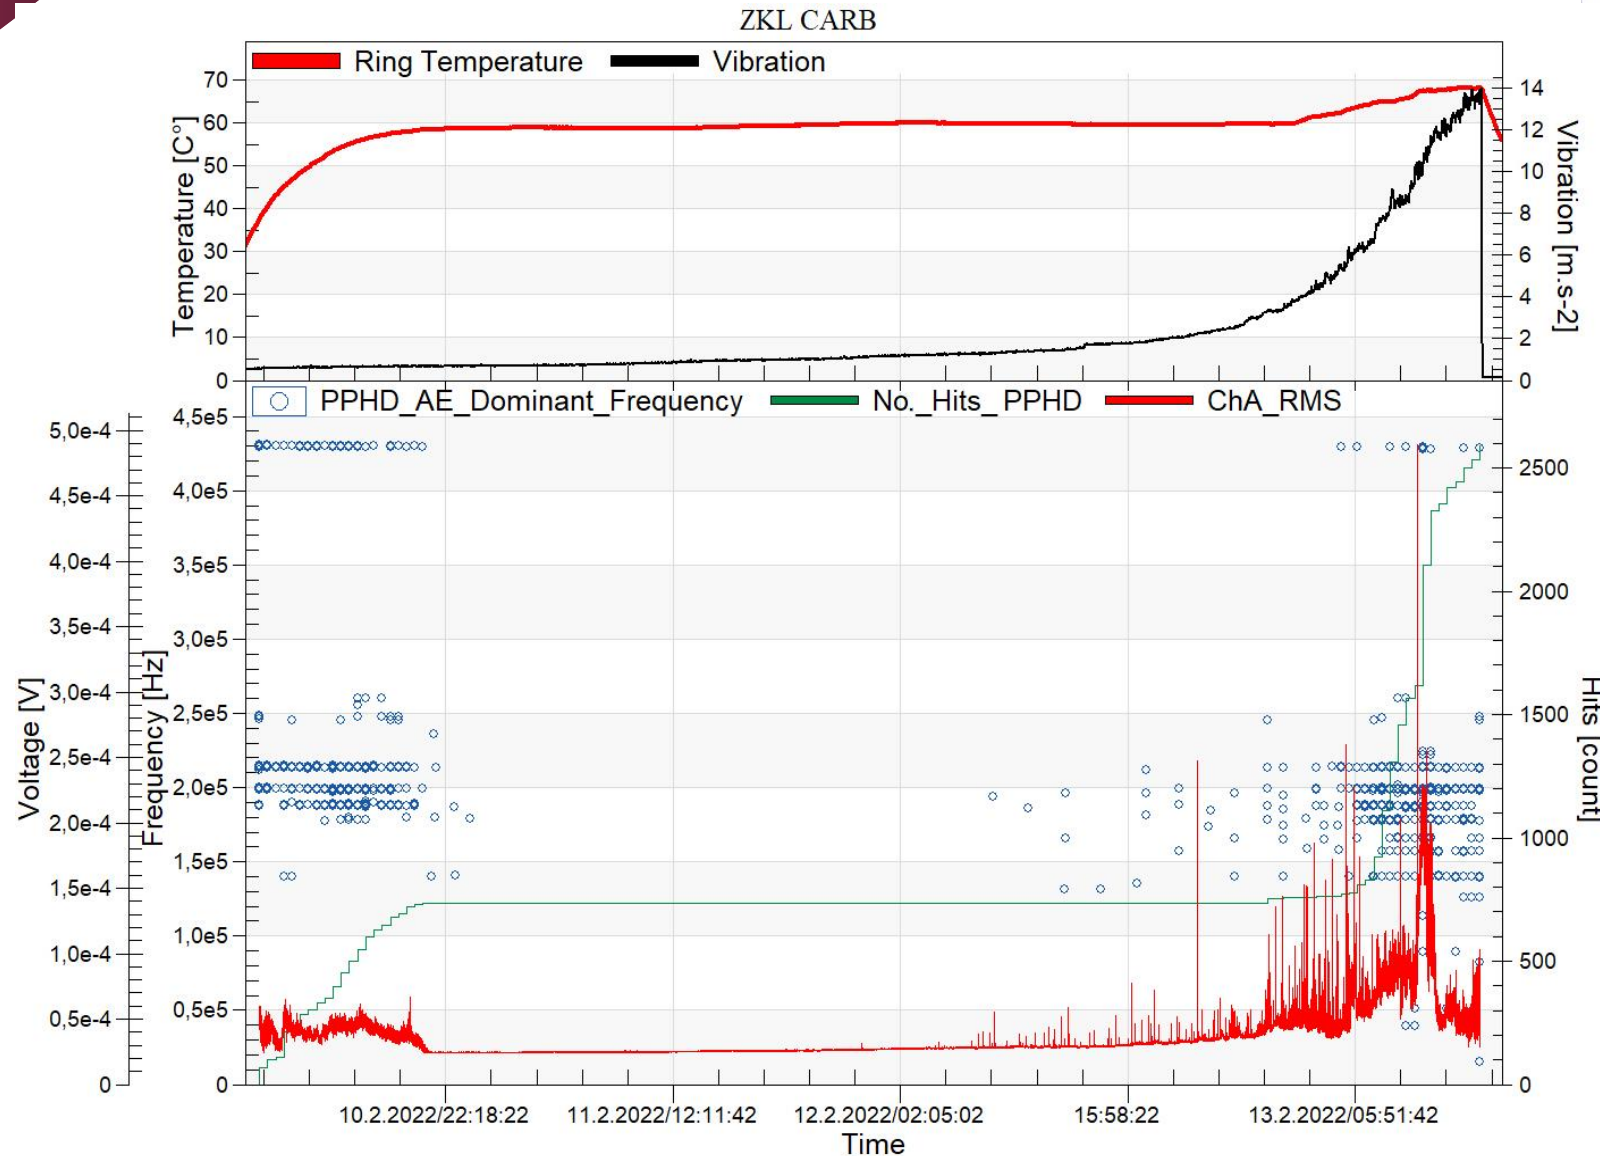 ZKL CARB
Ring Temperature Vibration
Temperature [C°]
70
60
50
40
30
20
10
0
14
12
10
8
6
4
2
0
Vibration [m.s-2]
PPHD_AE_Dominant_Frequency No._Hits_PPHD ChA_RMS
Voltage [V]
5,0e-4
4,5e-4
4,0e-4
3,5e-4
3,0e-4
2,5e-4
2,0e-4
1,5e-4
1,0e-4
0,5e-4
0
Frequency [Hz]
4,5e5
4,0e5
3,5e5
3,0e5
2,5e5
2,0e5
1,5e5
1,0e5
0,5e5
0
2500
2000
1500
1000
500
0
Hits [count]
10.2.2022/22:18:22 11.2.2022/12:11:42 12.2.2022/02:05:02 15:58:22 13.2.2022/05:51:42
Time